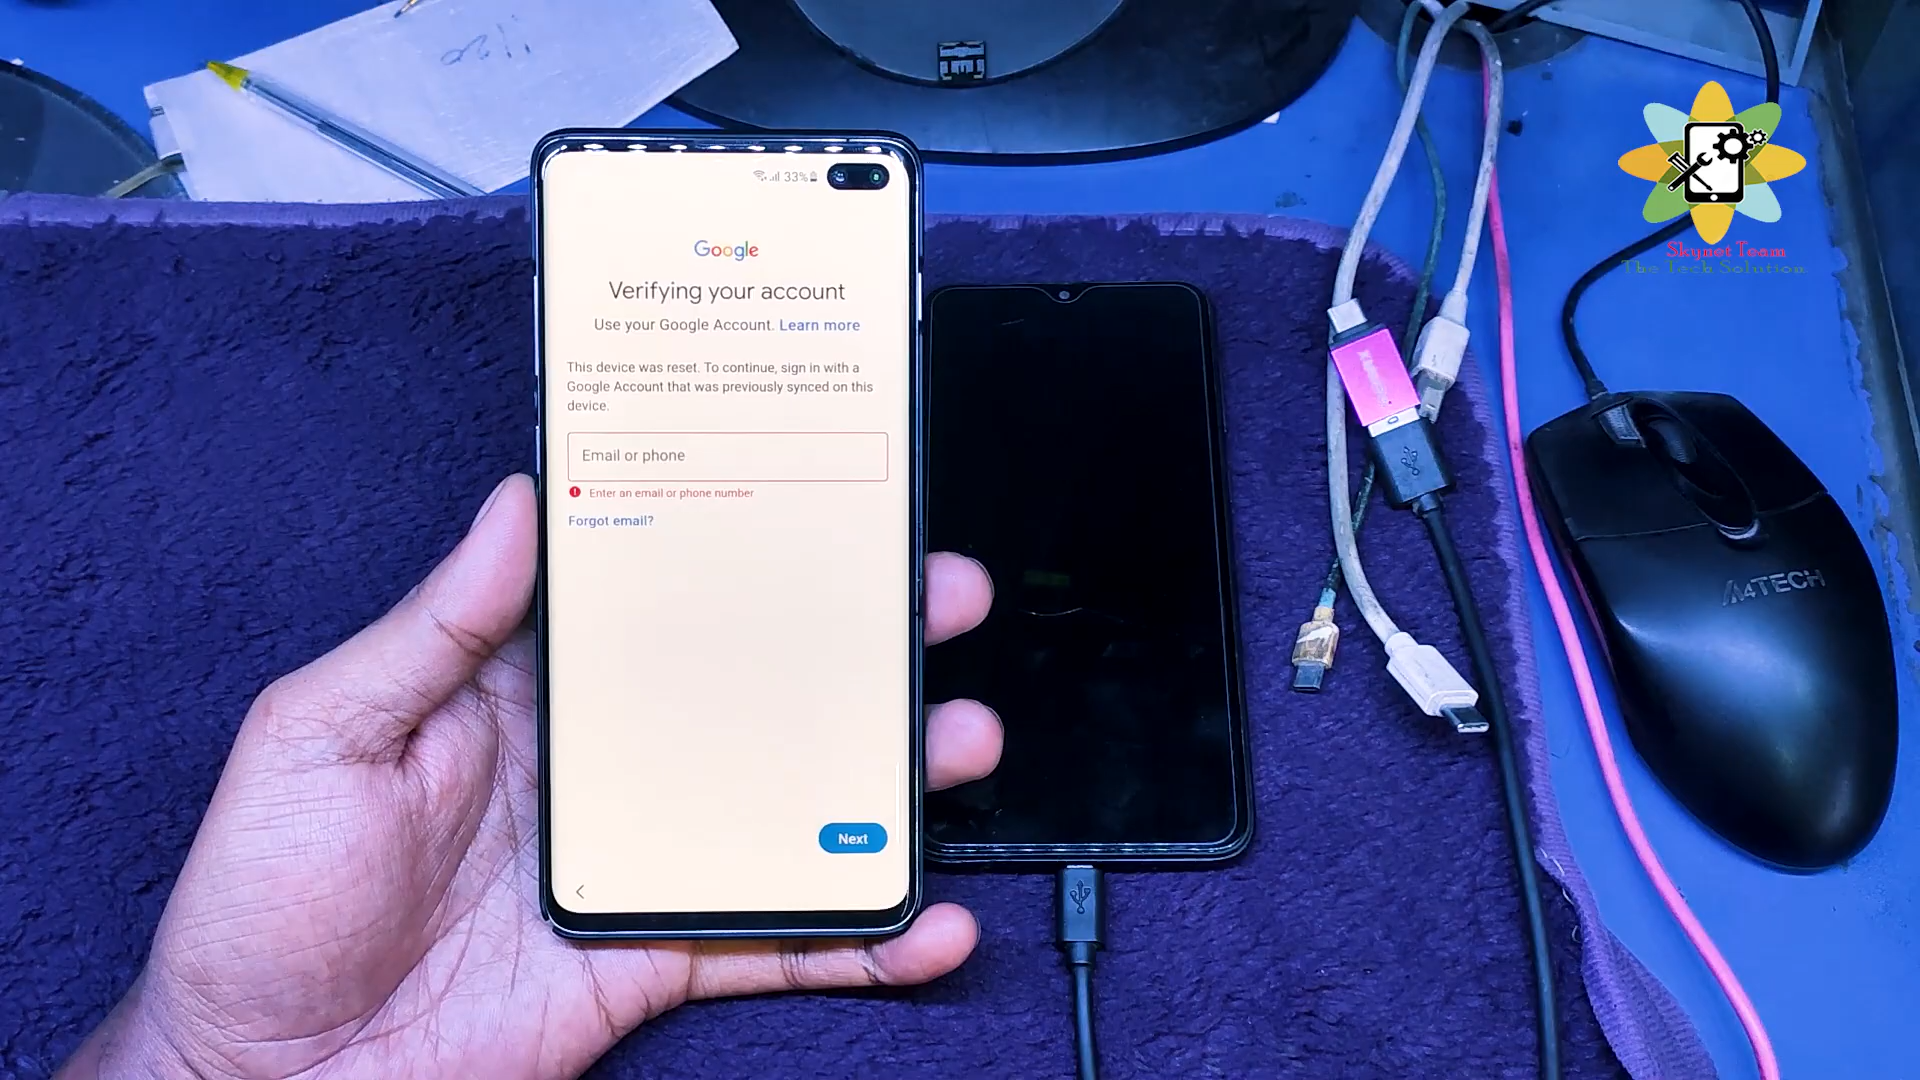 33%
Google
Verifying your account
Use your Google Account. Learn more
This device was reset. To continue, sign in with a
Google Account that was previously synced on this
device.
Email or phone
Enter an email or phone number
Forgot email?
Next
Skynet Team
The Tech Solution
A4TECH